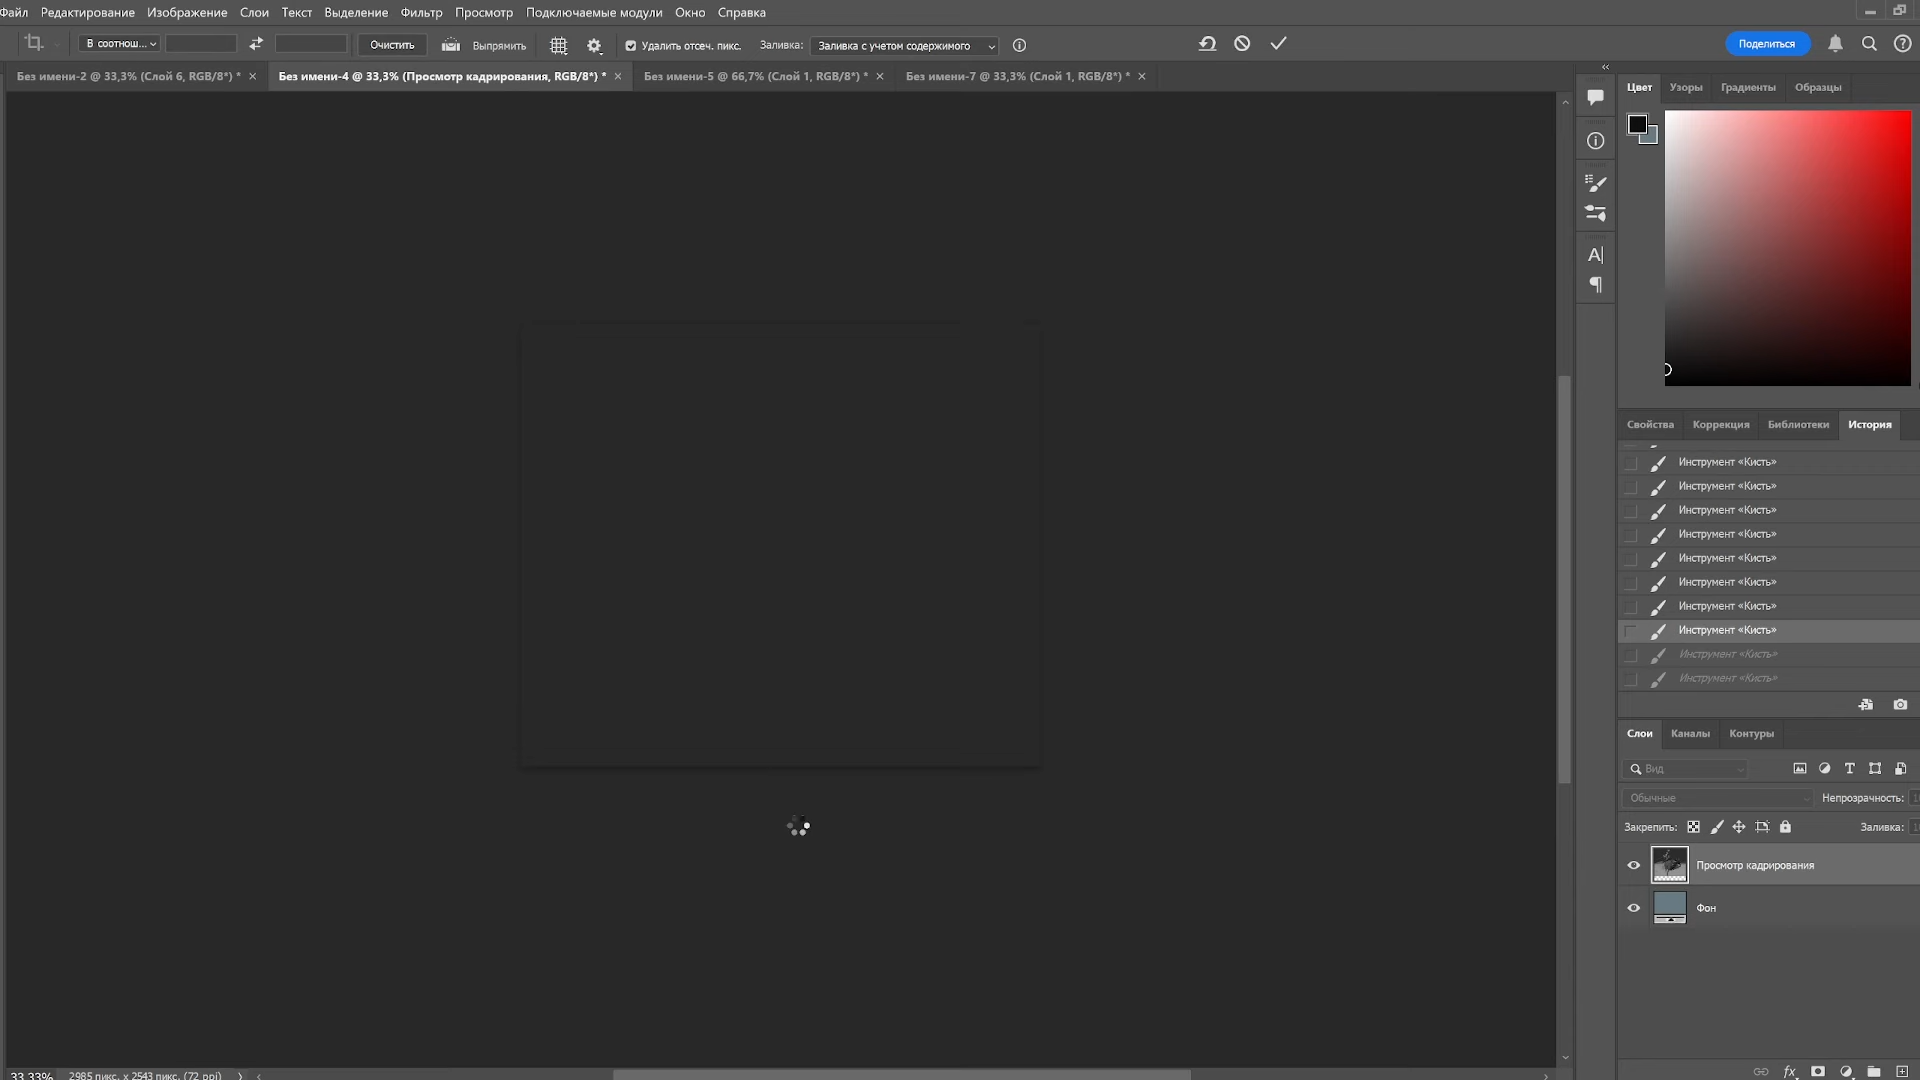 Файл Редактирование Изображение Слои Текст Выделение Фильтр Просмотр Подключаемые модули Окно Справка
В соотнош... Очистить Выпрямить Удалить отсеч. пикс. Заливка: Заливка с учетом содержимого Поделиться
Без имени-2 @ 33,3% (Слой 6, RGB/8*) * Без имени-4 @ 33,3% (Просмотр кадрирования, RGB/8*) * Без имени-5 @ 66,7% (Слой 1, RGB/8*) * Без имени-7 @ 33,3% (Слой 1, RGB/8*) *
Цвет Узоры Градиенты Образцы
Свойства Коррекция Библиотеки История
Инструмент «Кисть»
Инструмент «Кисть»
Инструмент «Кисть»
Инструмент «Кисть»
Инструмент «Кисть»
Инструмент «Кисть»
Инструмент «Кисть»
Инструмент «Кисть»
Инструмент «Кисть»
Инструмент «Кисть»
Слои Каналы Контуры
Вид
Обычные Непрозрачность:
Закрепить: Заливка:
Просмотр кадрирования
Фон
33,33% 2985 пикс. x 2543 пикс. (72 ppi)